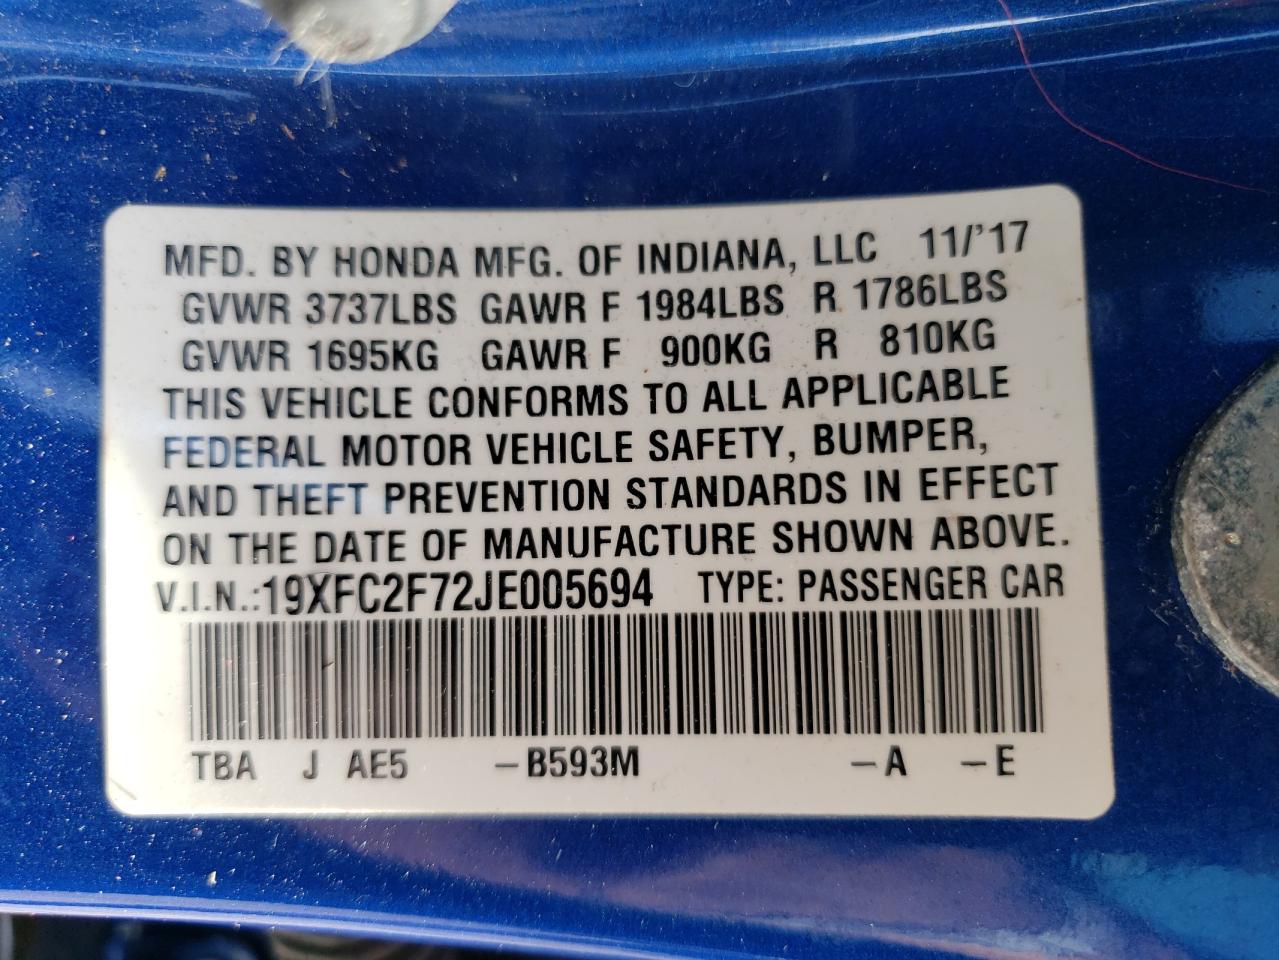 MFD. BY HONDA MFG. OF INDIANA, LLC 11/'17
GVWR 3737LBS GAWR F 1984LBS R 1786LBS
GVWR 1695KG GAWR F 900KG R 810KG
THIS VEHICLE CONFORMS TO ALL APPLICABLE
FEDERAL MOTOR VEHICLE SAFETY, BUMPER,
AND THEFT PREVENTION STANDARDS IN EFFECT
ON THE DATE OF MANUFACTURE SHOWN ABOVE.
V.I.N.:19XFC2F72JE005694 TYPE: PASSENGER CAR
TBA J AE5 –B593M –A –E